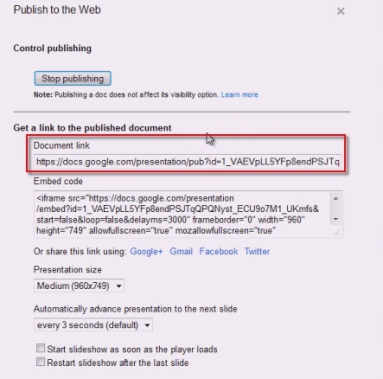 Publish to the Web
Control publishing
Stop publishing
Note: Publishing a doc does not affect its visibility option. Learn more
Get a link to the published document
Document link
https://docs.google.com/presentation/pub?id=1_VAEVpLL5YFp8endPSJTq
Embed code
<iframe src="https://docs.google.com/presentation
/embed?id=1_VAEVpLL5YFp8endPSJTqQPQNyst_ECU9o7M1_UKmfs&
start=false&loop=false&delayms=3000" frameborder="0" width="960"
height="749" allowfullscreen="true" mozallowfullscreen="true"
Or share this link using: Google+ Gmail Facebook Twitter
Presentation size
Medium (960x749)
Automatically advance presentation to the next slide
every 3 seconds (default)
Start slideshow as soon as the player loads
Restart slideshow after the last slide